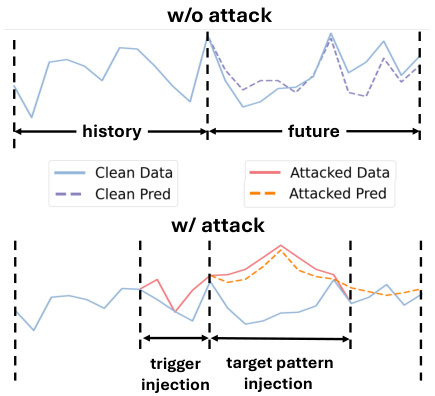 w/o attack
history
future
Clean Data
Clean Pred
Attacked Data
Attacked Pred
w/ attack
trigger
injection
target pattern
injection